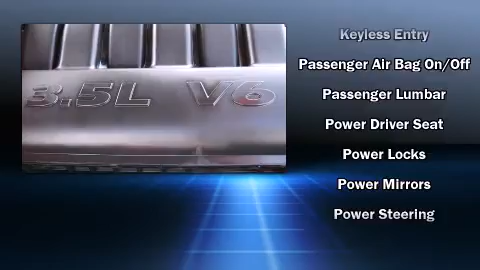 3.5L V6
Keyless Entry
Passenger Air Bag On/Off
Passenger Lumbar
Power Driver Seat
Power Locks
Power Mirrors
Power Steering